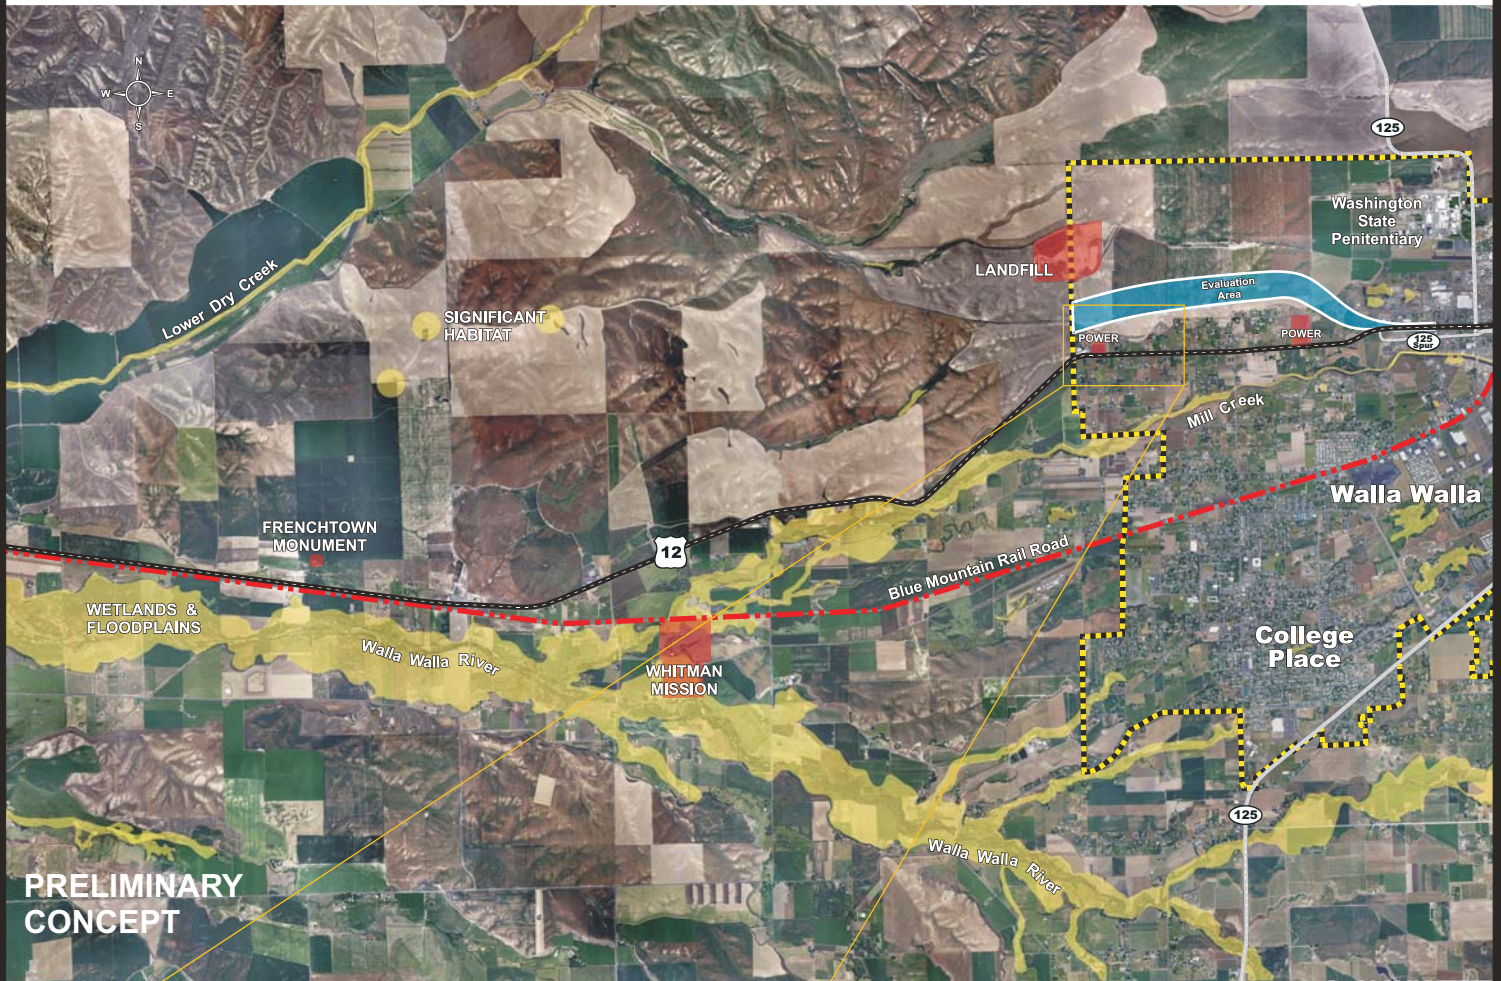 N
W
E
S
125
Washington
State
Penitentiary
LANDFILL
Evaluation
Area
Lower Dry Creek
SIGNIFICANT
HABITAT
POWER
POWER
125
Spur
Mill Creek
Walla Walla
FRENCHTOWN
MONUMENT
12
Blue Mountain Rail Road
WETLANDS &
FLOODPLAINS
Walla Walla River
WHITMAN
MISSION
College
Place
125
Walla Walla River
PRELIMINARY
CONCEPT